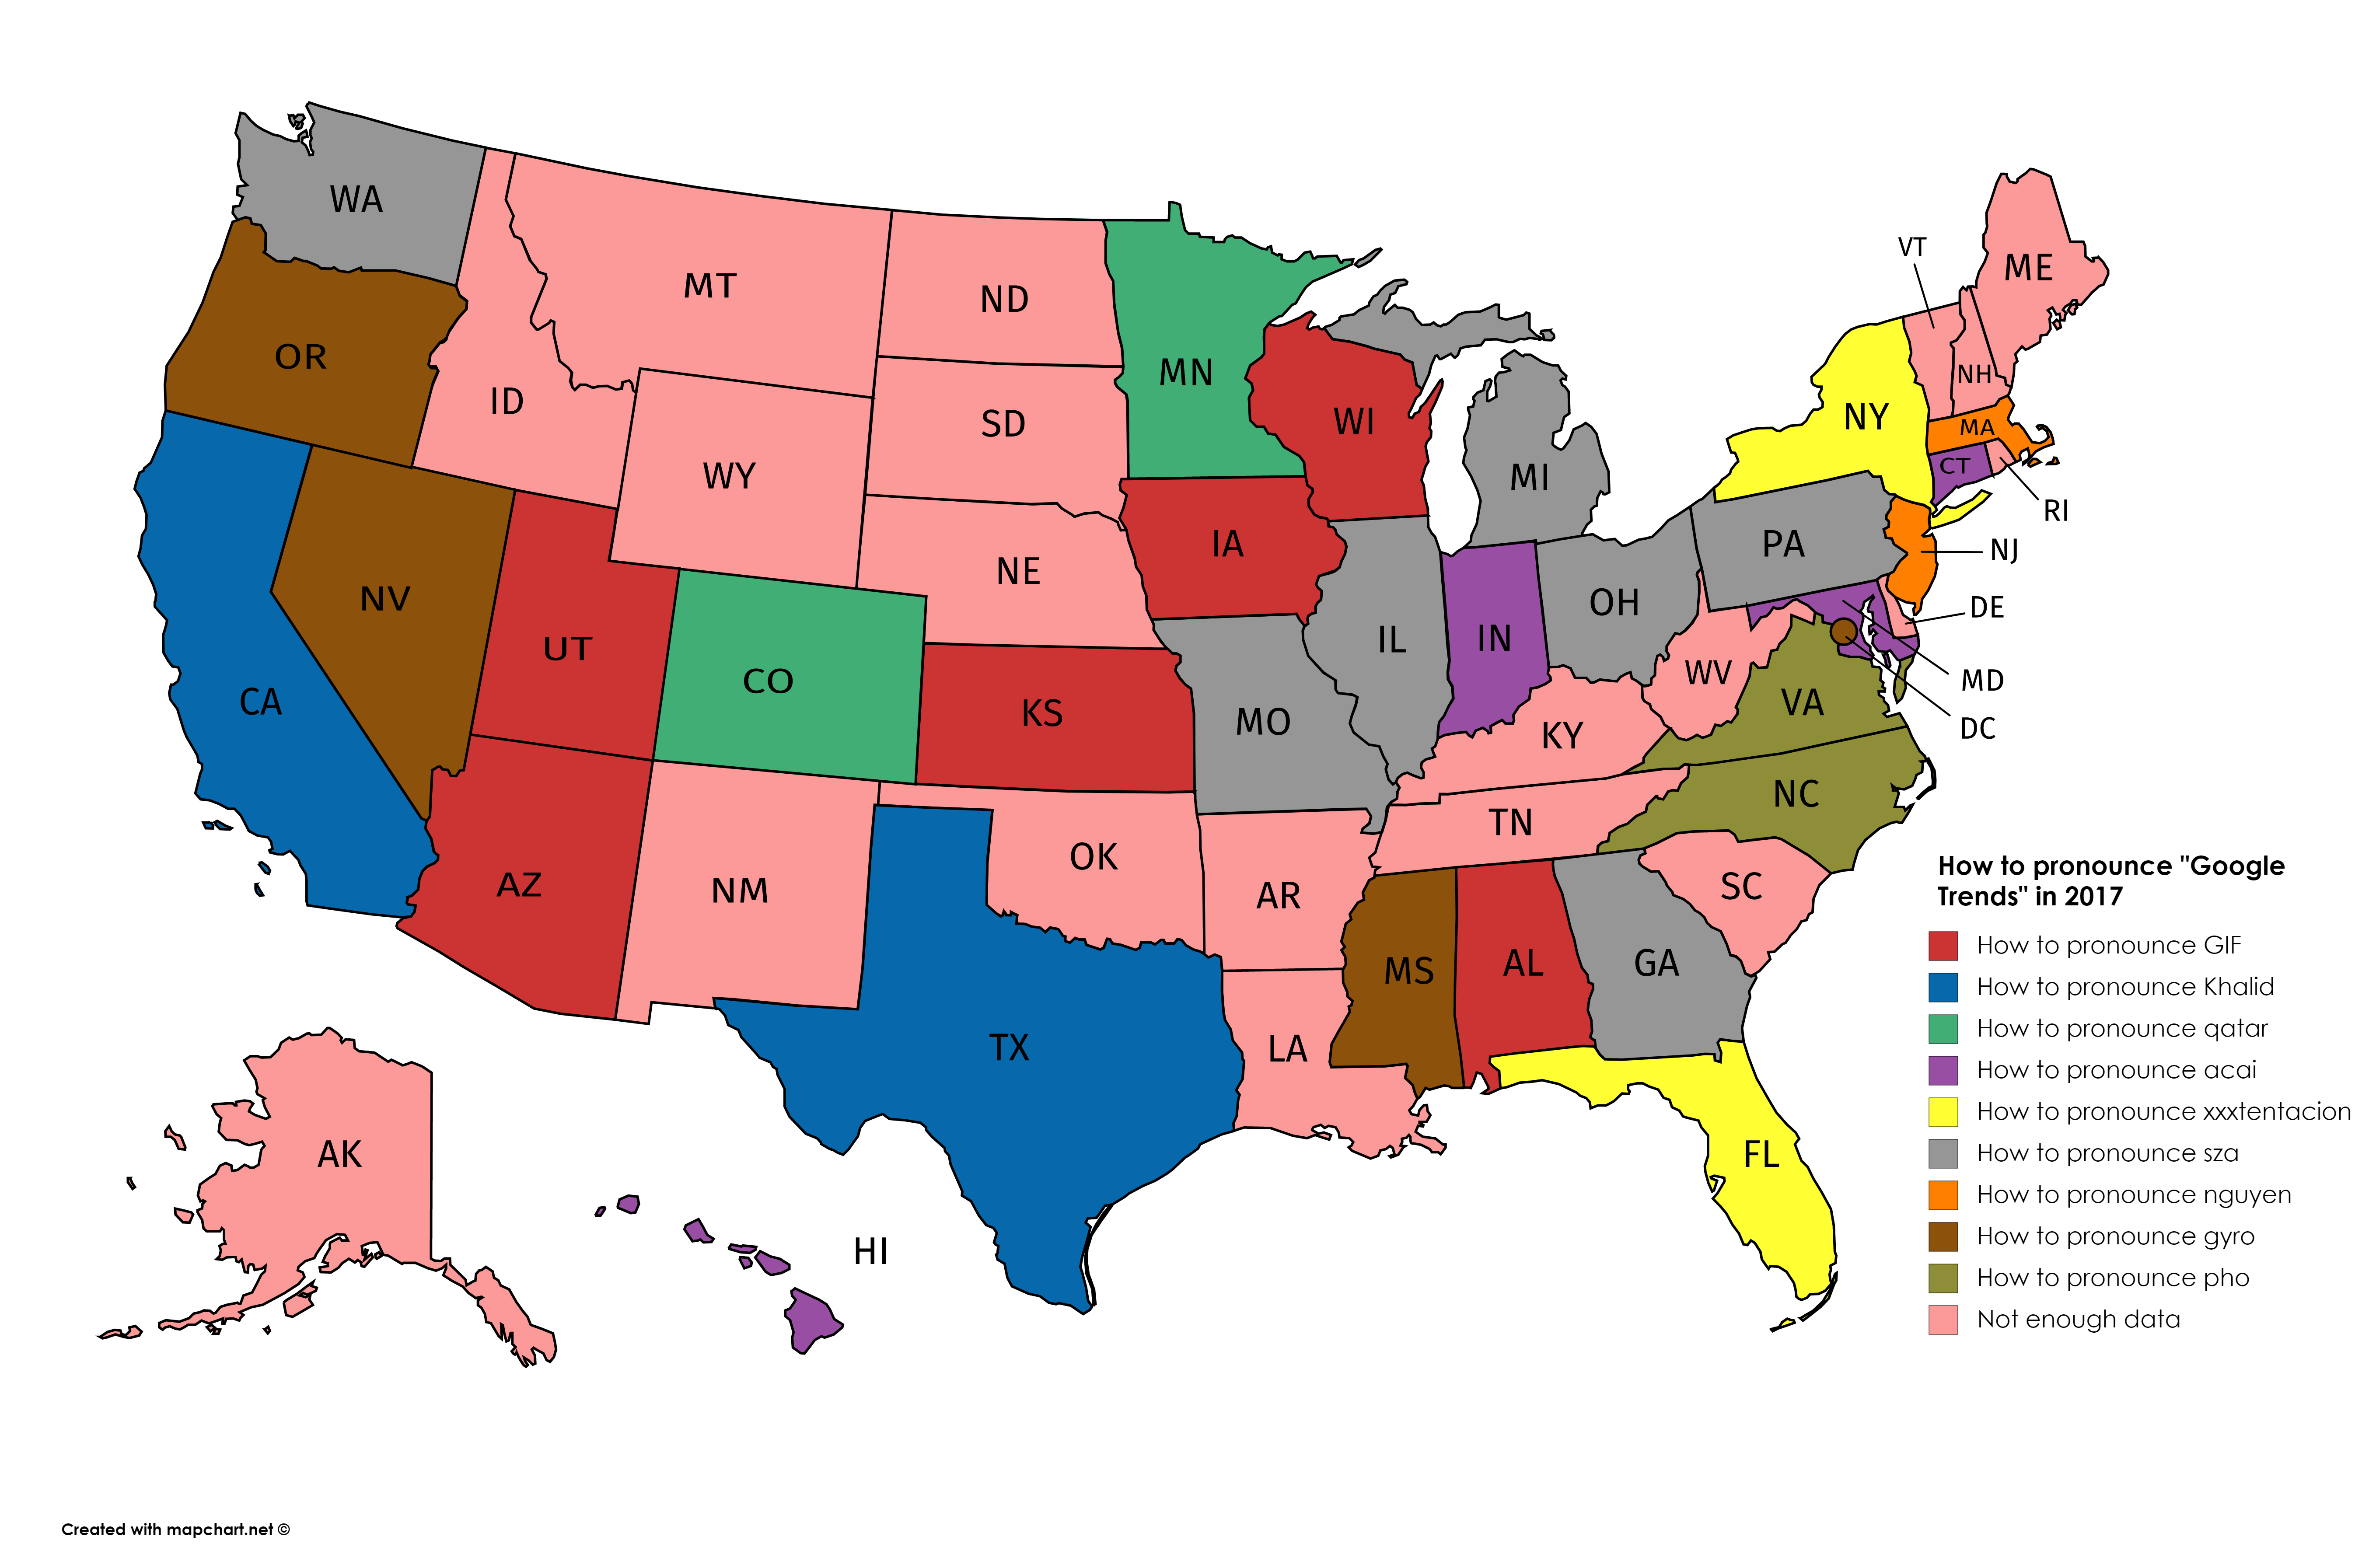 WA
MT
ND
MN
VT
ME
OR
ID
SD
WI
MI
NY
NH
MA
CT
RI
WY
NE
IA
PA
NJ
NV
UT
CO
KS
MO
IL
IN
OH
WV
VA
DE
MD
DC
CA
KY
NC
TN
AZ
NM
OK
AR
SC
MS
AL
GA
TX
LA
FL
AK
HI
How to pronounce "Google
Trends" in 2017
How to pronounce GIF
How to pronounce Khalid
How to pronounce qatar
How to pronounce acai
How to pronounce xxxtentacion
How to pronounce sza
How to pronounce nguyen
How to pronounce gyro
How to pronounce pho
Not enough data
Created with mapchart.net ©